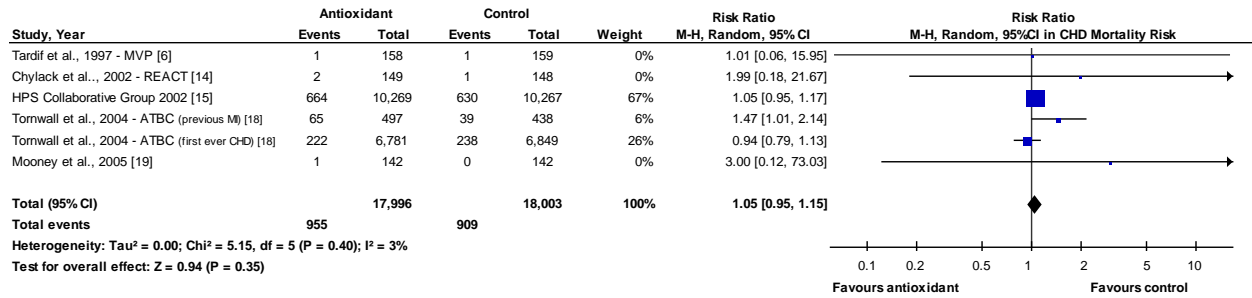 Antioxidant Control Risk Ratio Risk Ratio
Study, Year Events Total Events Total Weight M-H, Random, 95% CI M-H, Random, 95%CI in CHD Mortality Risk
Tardif et al., 1997 - MVP [6] 1 158 1 159 0% 1.01 [0.06, 15.95]
Chylack et al.., 2002 - REACT [14] 2 149 1 148 0% 1.99 [0.18, 21.67]
HPS Collaborative Group 2002 [15] 664 10,269 630 10,267 67% 1.05 [0.95, 1.17]
Tornwall et al., 2004 - ATBC (previous MI) [18] 65 497 39 438 6% 1.47 [1.01, 2.14]
Tornwall et al., 2004 - ATBC (first ever CHD) [18] 222 6,781 238 6,849 26% 0.94 [0.79, 1.13]
Mooney et al., 2005 [19] 1 142 0 142 0% 3.00 [0.12, 73.03]
Total (95% CI) 17,996 18,003 100% 1.05 [0.95, 1.15]
Total events 955 909
Heterogeneity: Tau² = 0.00; Chi² = 5.15, df = 5 (P = 0.40); I² = 3%
Test for overall effect: Z = 0.94 (P = 0.35)
0.1 0.2 0.5 1 2 5 10
Favours antioxidant Favours control